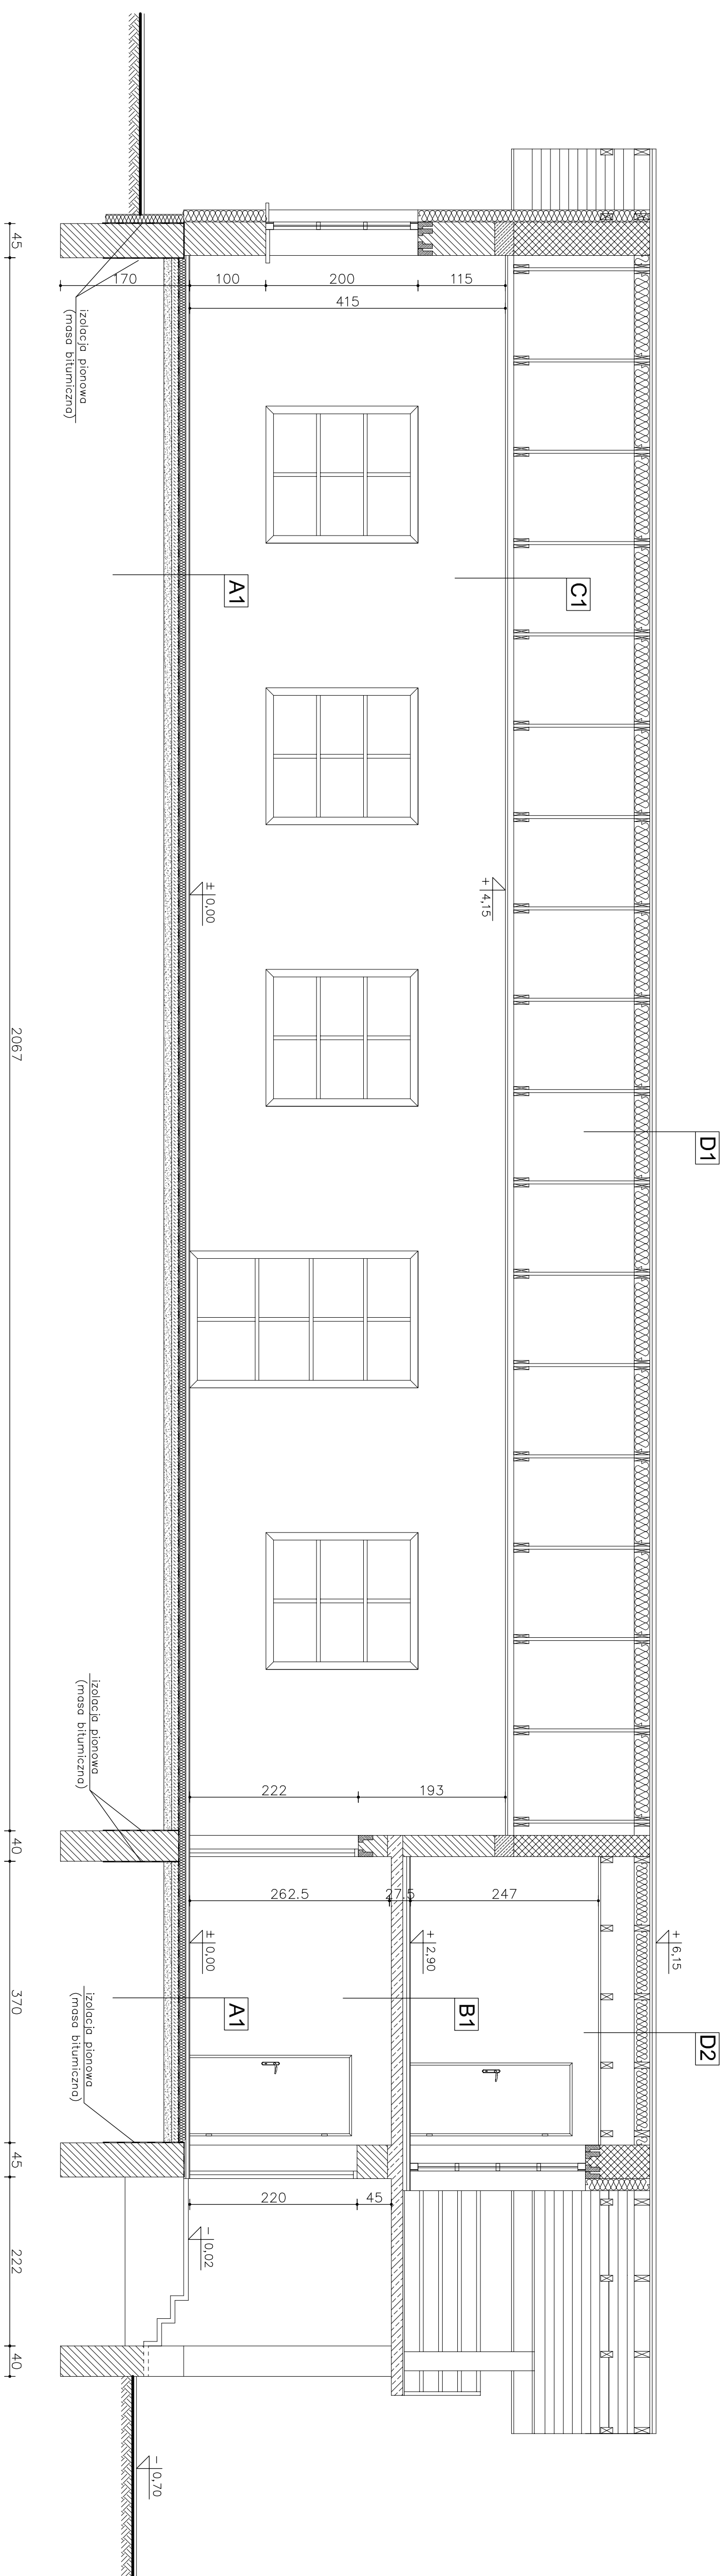 D1
D2
+ 6,15
C1
A1
B1
+ 4,15
± 0,00
+ 2,90
± 0,00
A1
115
200
100
170
415
193
222
247
27.5
262.5
45
220
- 0,02
- 0,70
izolacja pionowa
(masa bitumiczna)
izolacja pionowa
(masa bitumiczna)
izolacja pionowa
(masa bitumiczna)
45
2067
40
370
45
222
40